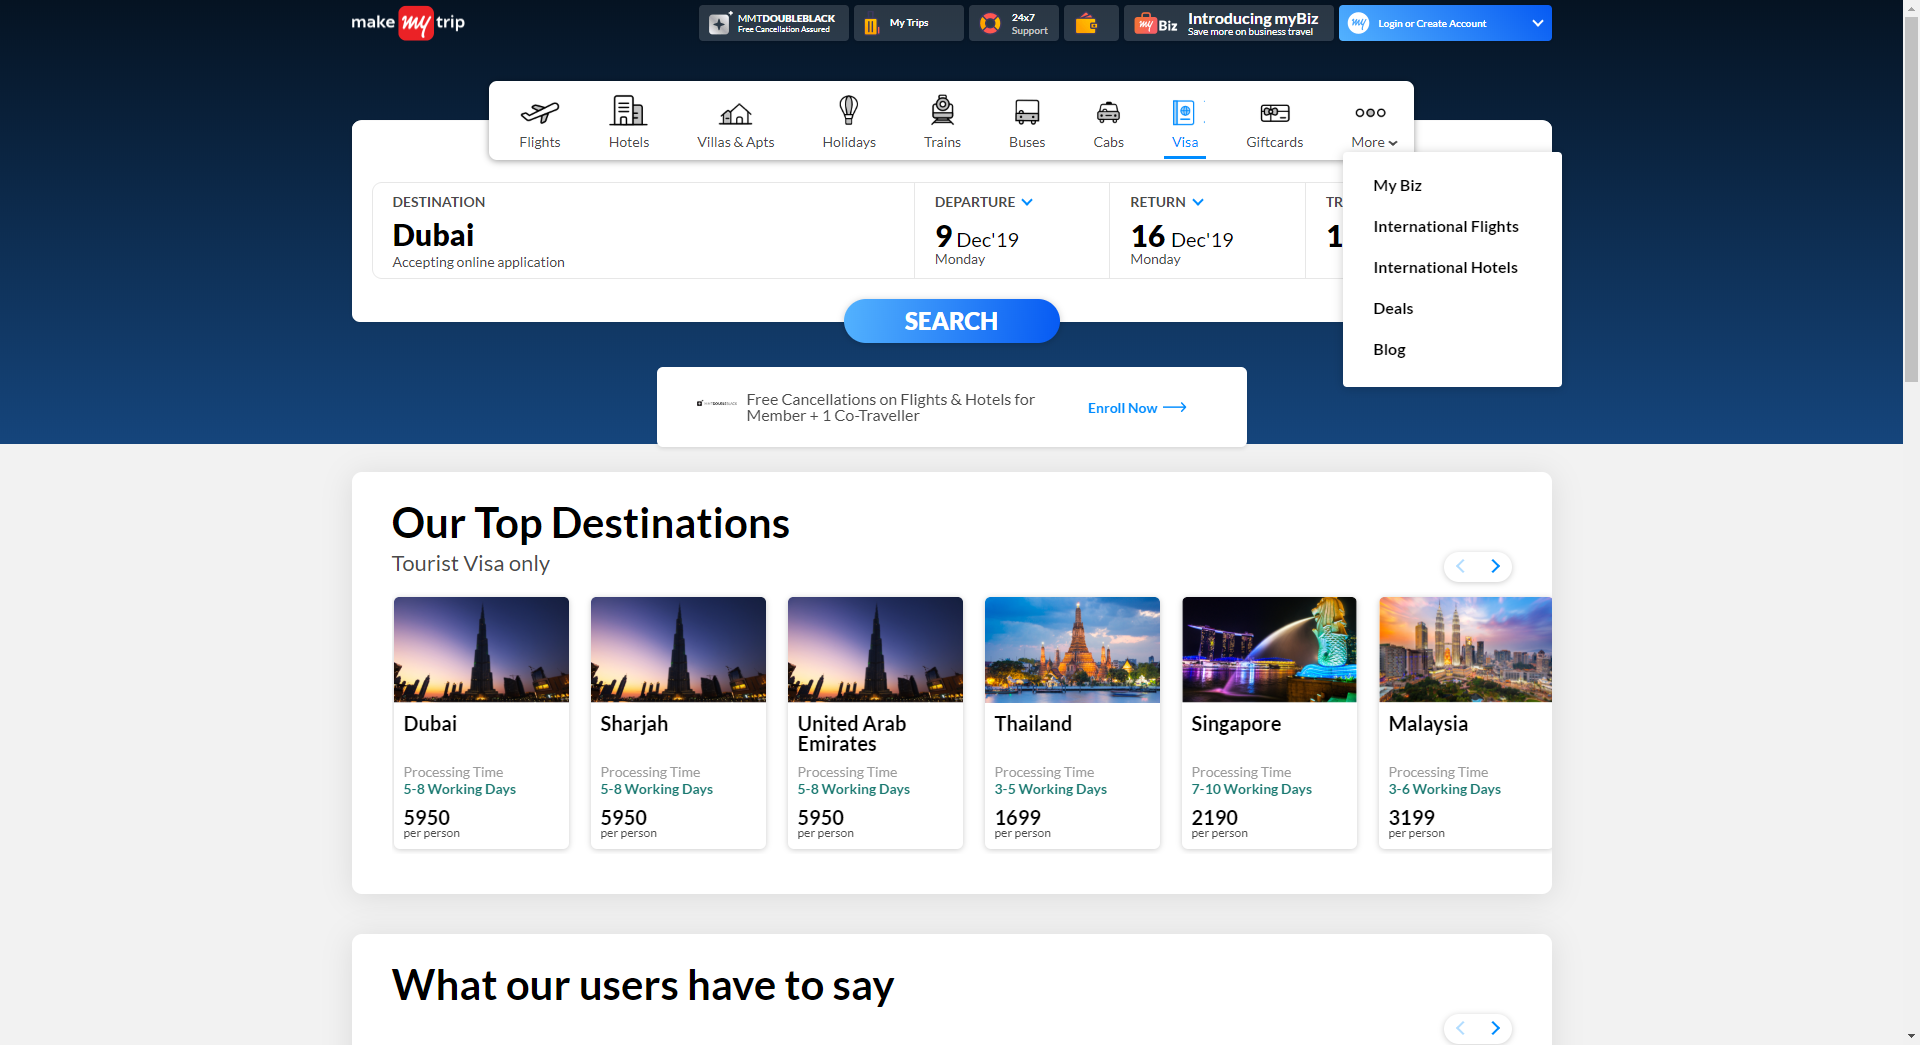 make my trip
MMTDOUBLEBLACK
Free Cancellation Assured
My Trips
24x7
Support
my Biz
Introducing myBiz
Save more on business travel
my
Login or Create Account
Flights
Hotels
Villas & Apts
Holidays
Trains
Buses
Cabs
Visa
Giftcards
More
My Biz
International Flights
International Hotels
Deals
Blog
DESTINATION
Dubai
Accepting online application
DEPARTURE
9 Dec'19
Monday
RETURN
16 Dec'19
Monday
TR
1
SEARCH
MMTDOUBLEBLACK
Free Cancellations on Flights & Hotels for
Member + 1 Co-Traveller
Enroll Now
Our Top Destinations
Tourist Visa only
Dubai
Processing Time
5-8 Working Days
5950
per person
Sharjah
Processing Time
5-8 Working Days
5950
per person
United Arab
Emirates
Processing Time
5-8 Working Days
5950
per person
Thailand
Processing Time
3-5 Working Days
1699
per person
Singapore
Processing Time
7-10 Working Days
2190
per person
Malaysia
Processing Time
3-6 Working Days
3199
per person
What our users have to say